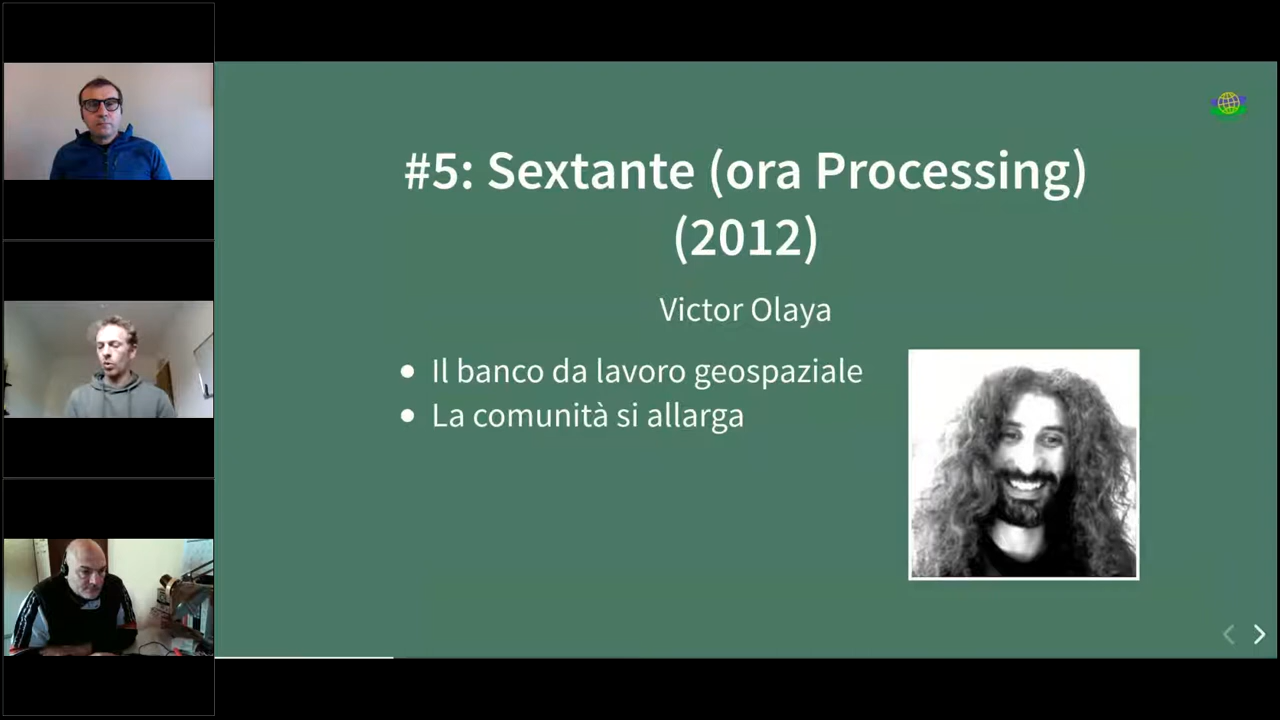 #5: Sextante (ora Processing)
(2012)
Victor Olaya
Il banco da lavoro geospaziale
La comunità si allarga